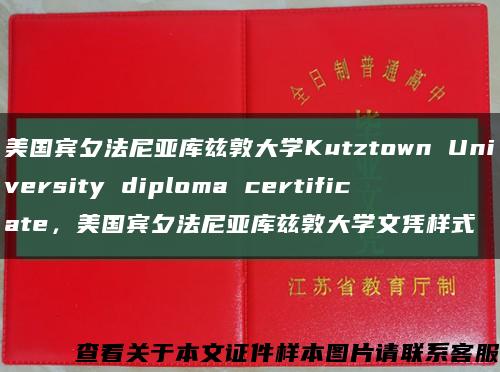 全日制普通高中
美国宾夕法尼亚库兹敦大学Kutztown Uni
versity diploma certific
ate，美国宾夕法尼亚库兹敦大学文凭样式
江苏省教育厅制
查看关于本文证件样本图片请联系客服